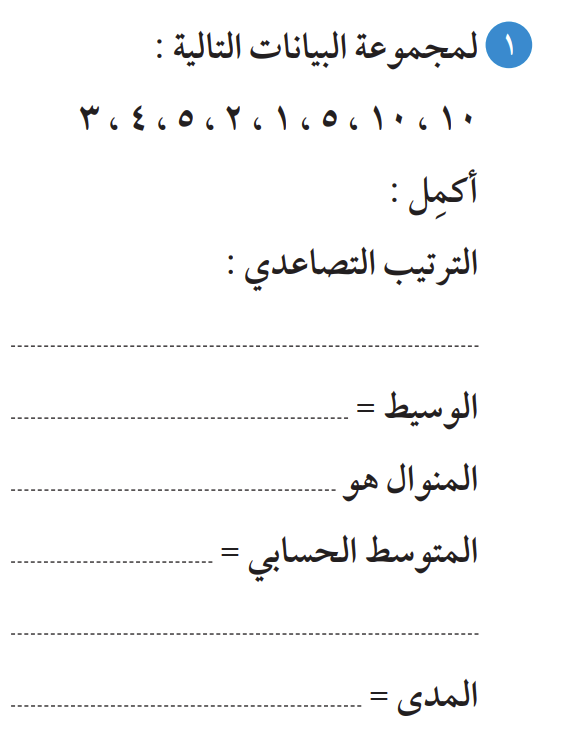 ١ لمجموعة البيانات التالية :
١٠ ، ١٠ ، ٥ ، ١ ، ٢ ، ٥ ، ٤ ، ٣
أكمِل :
الترتيب التصاعدي :
الوسيط =
المنوال هو
المتوسط الحسابي =
المدى =